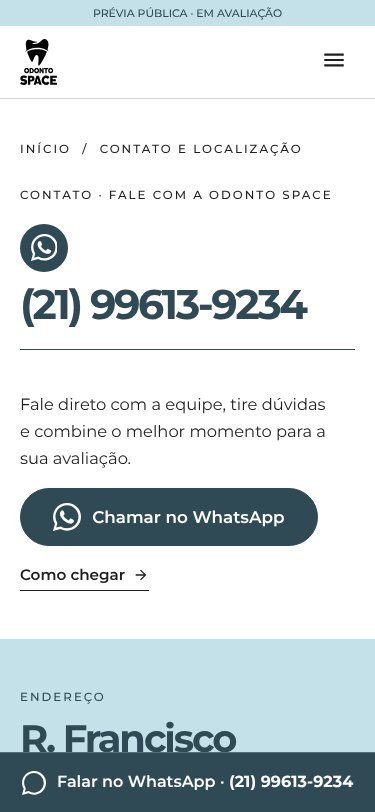 PRÉVIA PÚBLICA · EM AVALIAÇÃO
ODONTO
SPACE
INÍCIO / CONTATO E LOCALIZAÇÃO
CONTATO · FALE COM A ODONTO SPACE
(21) 99613-9234
Fale direto com a equipe, tire dúvidas
e combine o melhor momento para a
sua avaliação.
Chamar no WhatsApp
Como chegar →
ENDEREÇO
R. Francisco
Falar no WhatsApp · (21) 99613-9234